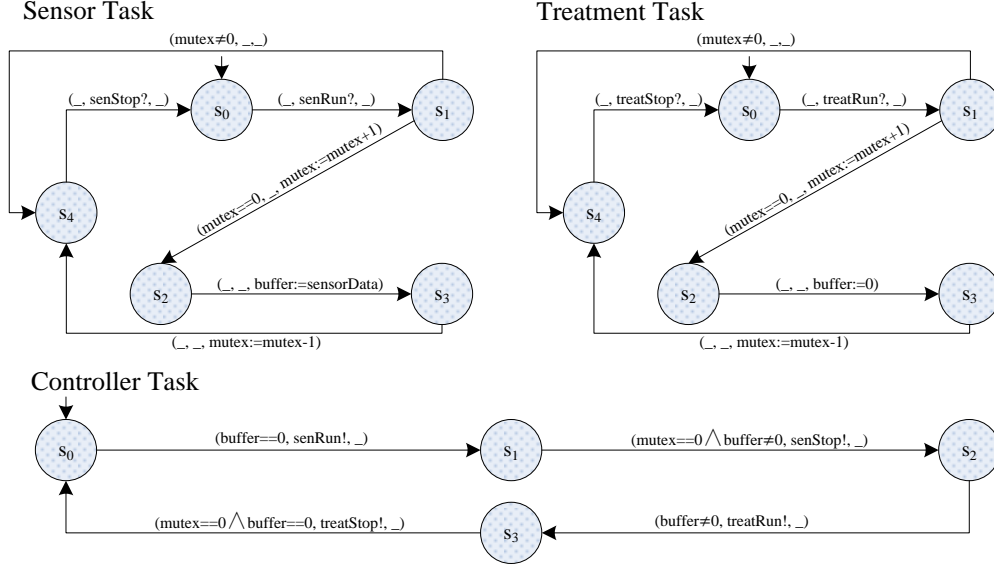 Sensor Task
(mutex≠0, _,_)
(_, senStop?, _)
s0
(_, senRun?, _)
s1
(mutex==0, _, mutex:=mutex+1)
s4
s2
(_, _, buffer:=sensorData)
s3
(_, _, mutex:=mutex-1)
Treatment Task
(mutex≠0, _,_)
(_, treatStop?, _)
s0
(_, treatRun?, _)
s1
(mutex==0, _, mutex:=mutex+1)
s4
s2
(_, _, buffer:=0)
s3
(_, _, mutex:=mutex-1)
Controller Task
s0
(buffer==0, senRun!, _)
s1
(mutex==0 ⋀ buffer≠0, senStop!, _)
s2
(mutex==0 ⋀ buffer==0, treatStop!, _)
s3
(buffer≠0, treatRun!, _)